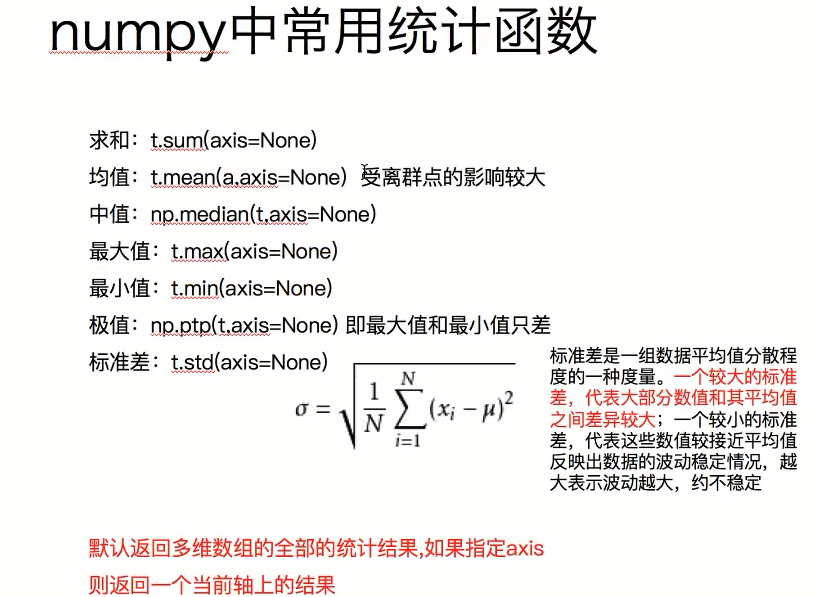 numpy中常用统计函数
求和：t.sum(axis=None)
均值：t.mean(a,axis=None) 受离群点的影响较大
中值：np.median(t,axis=None)
最大值：t.max(axis=None)
最小值：t.min(axis=None)
极值：np.ptp(t,axis=None) 即最大值和最小值只差
标准差：t.std(axis=None)
σ = √(1/N ∑_{i=1}^{N} (x_i − μ)^2)
标准差是一组数据平均值分散程
度的一种度量。一个较大的标准
差，代表大部分数值和其平均值
之间差异较大；一个较小的标准
差，代表这些数值较接近平均值
反映出数据的波动稳定情况，越
大表示波动越大，约不稳定
默认返回多维数组的全部的统计结果,如果指定axis
则返回一个当前轴上的结果